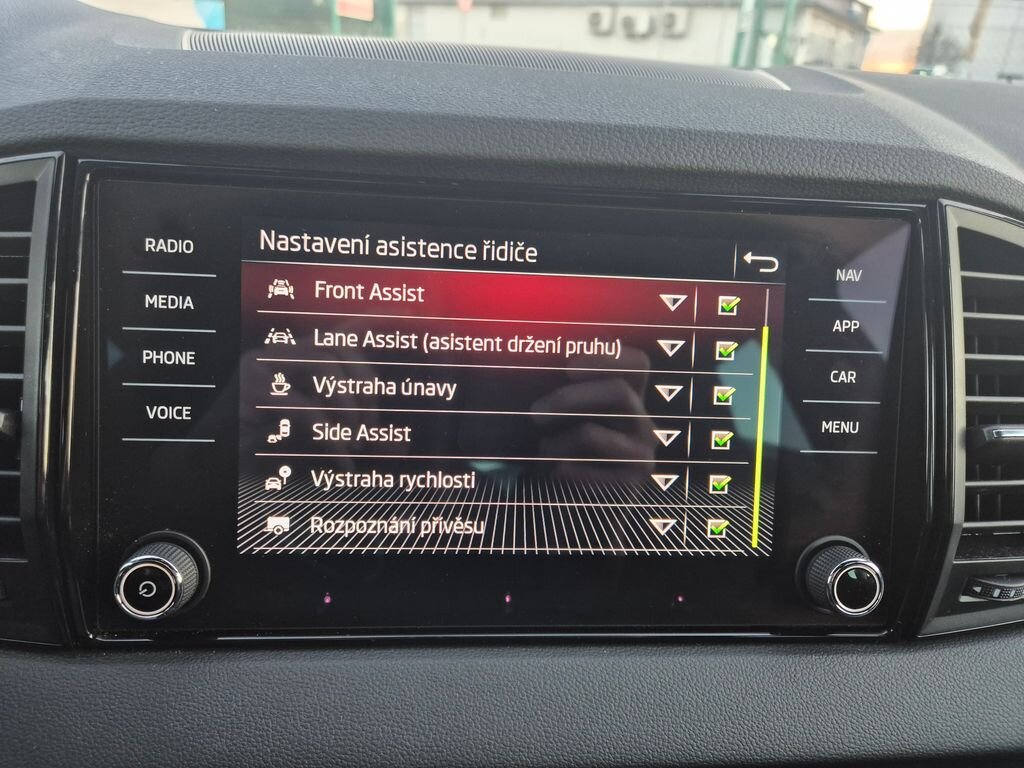 Nastavení asistence řidiče
RADIO
MEDIA
PHONE
VOICE
Front Assist
Lane Assist (asistent držení pruhu)
Výstraha únavy
Side Assist
Výstraha rychlosti
Rozpoznání přívěsu
NAV
APP
CAR
MENU